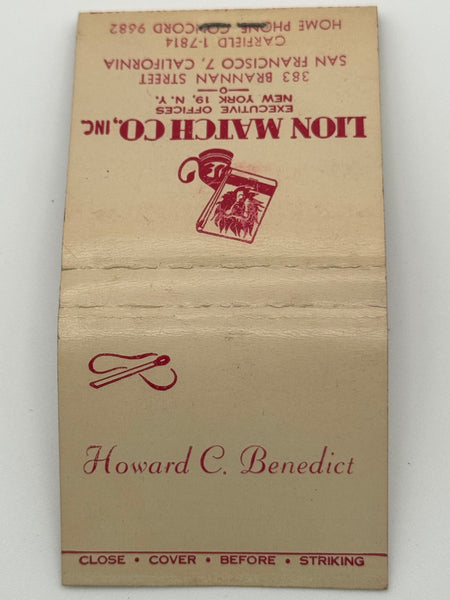 Howard C. Benedict
CLOSE • COVER • BEFORE • STRIKING
LION MATCH CO., INC.
EXECUTIVE OFFICES
NEW YORK 19, N. Y.
383 BRANNAN STREET
SAN FRANCISCO 7, CALIFORNIA
GARFIELD 1-7814
HOME PHONE CONCORD 9682